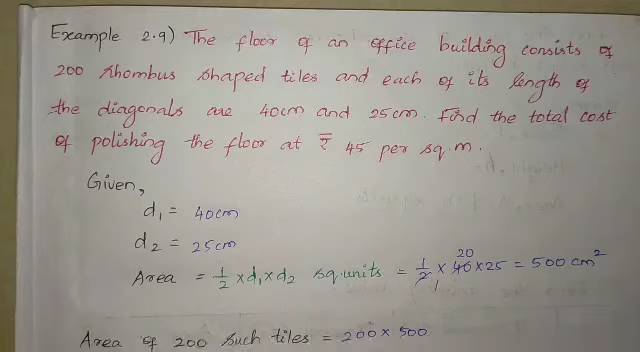 Example 2.9) The floor of an office building consists of
200 rhombus shaped tiles and each of its length of
the diagonals are 40cm and 25cm. Find the total cost
of polishing the floor at ₹ 45 per sq.m.
Given,
d₁ = 40cm
d₂ = 25cm
Area = 1/2 × d₁ × d₂ sq.units = 1/2 × 40 × 25 = 500 cm²
20
1
Area of 200 such tiles = 200 × 500